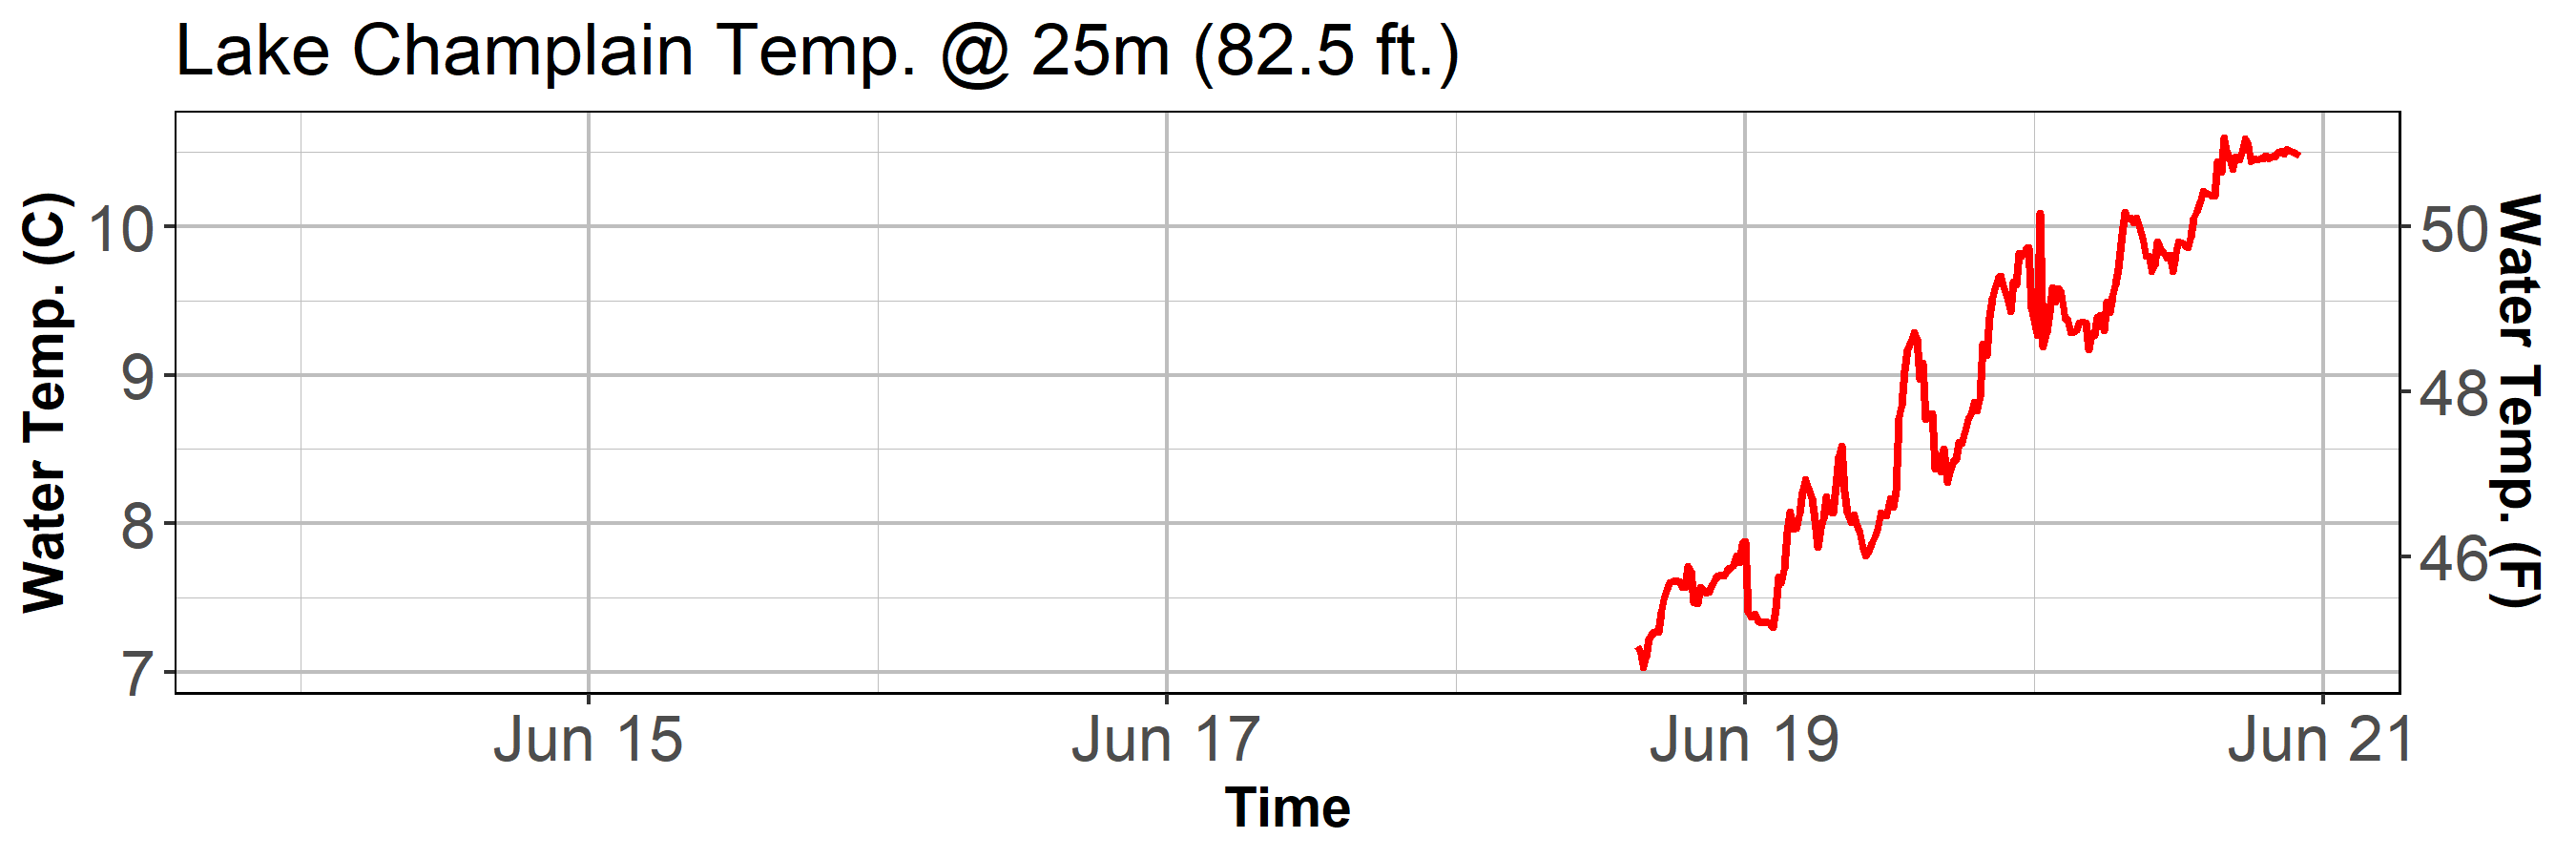 Lake Champlain Temp. @ 25m (82.5 ft.)
Water Temp. (C)
10
9
8
7
50
48
46
Water Temp. (F)
Jun 15
Jun 17
Jun 19
Jun 21
Time